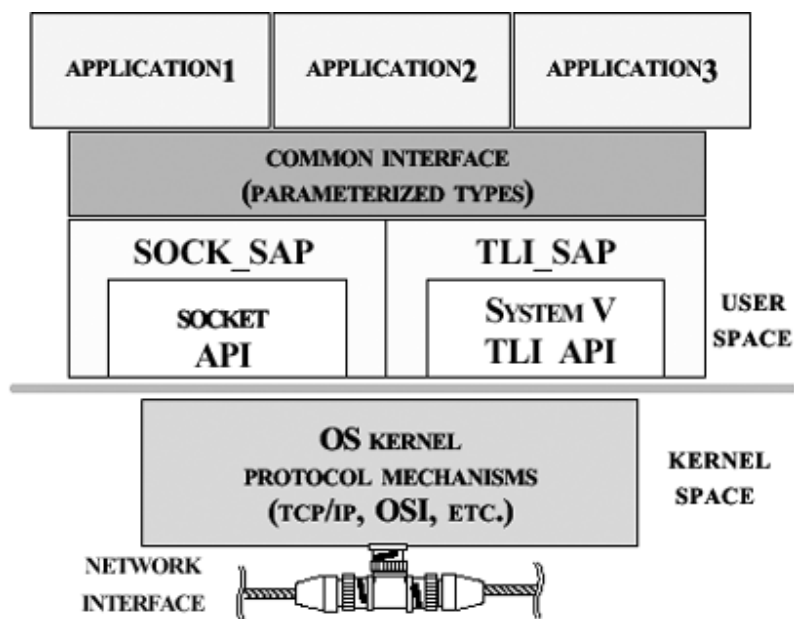 APPLICATION1
APPLICATION2
APPLICATION3
COMMON INTERFACE
(PARAMETERIZED TYPES)
SOCK_SAP
TLI_SAP
SOCKET
API
SYSTEM V
TLI API
USER
SPACE
OS KERNEL
PROTOCOL MECHANISMS
(TCP/IP, OSI, ETC.)
KERNEL
SPACE
NETWORK
INTERFACE